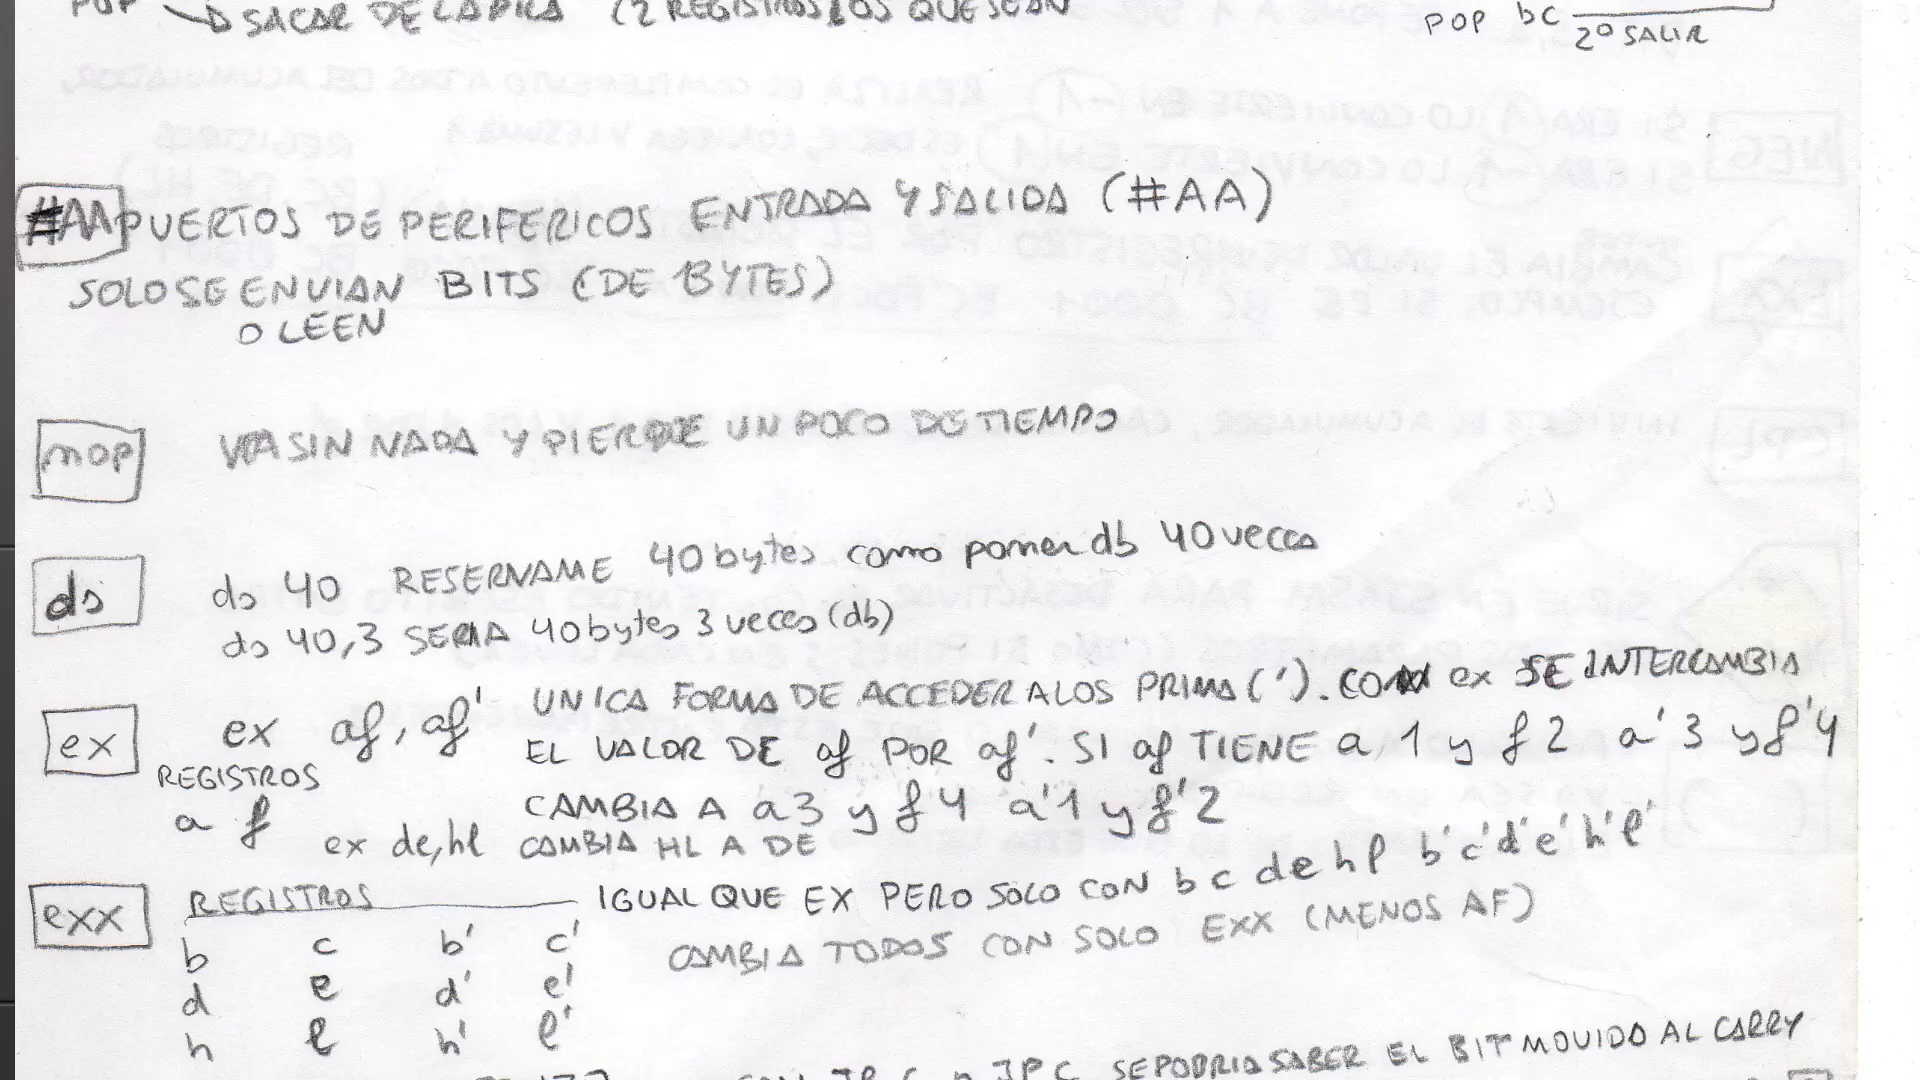 POP → SACAR DE LA PILA (2 REGISTROS LOS QUE SEAN
POP bc
2º SALIR
#AA PUERTOS DE PERIFERICOS ENTRADA Y SALIDA (#AA)
SOLO SE ENVIAN BITS (DE BYTES)
O LEEN
nop VA SIN NADA Y PIERDE UN POCO DE TIEMPO
ds ds 40 RESERVAME 40 bytes como poner db 40 veces
ds 40,3 SERIA 40 bytes 3 veces (db)
ex ex af, af' UNICA FORMA DE ACCEDER A LOS PRIMA ('). CON ex SE INTERCAMBIA
EL VALOR DE af POR af'. SI af TIENE a 1 y f 2 a' 3 y f' 4
REGISTROS
a f CAMBIA A a3 y f 4 a'1 y f'2
ex de,hl CAMBIA HL A DE
exx REGISTROS IGUAL QUE EX PERO SOLO CON b c d e h l b'c'd'e'h'l'
b c b' c' CAMBIA TODOS CON SOLO EXX (MENOS AF)
d e d' e'
h l h' l'
JP C SE PODRIA SABER EL BIT MOVIDO AL CARRY